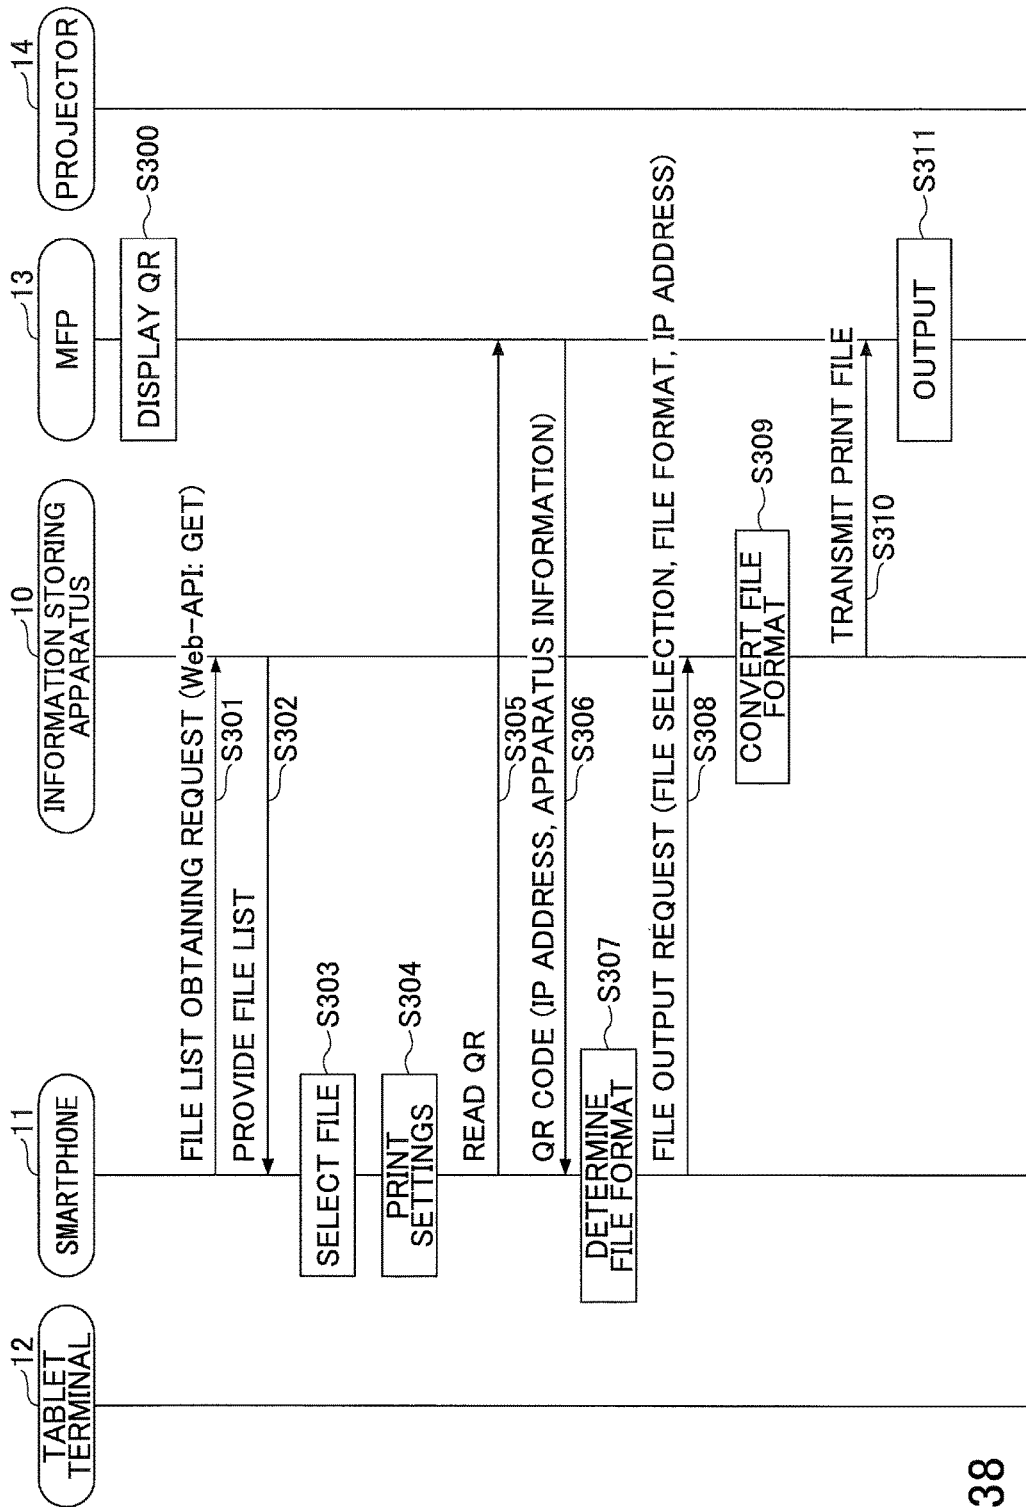 12
TABLET
TERMINAL
11
SMARTPHONE
10
INFORMATION STORING
APPARATUS
13
MFP
14
PROJECTOR
DISPLAY QR
S300
FILE LIST OBTAINING REQUEST (Web-API: GET)
S301
PROVIDE FILE LIST
S302
SELECT FILE
S303
PRINT
SETTINGS
S304
READ QR
S305
QR CODE (IP ADDRESS, APPARATUS INFORMATION)
S306
DETERMINE
FILE FORMAT
S307
FILE OUTPUT REQUEST (FILE SELECTION, FILE FORMAT, IP ADDRESS)
S308
CONVERT FILE
FORMAT
S309
TRANSMIT PRINT FILE
S310
OUTPUT
S311
38